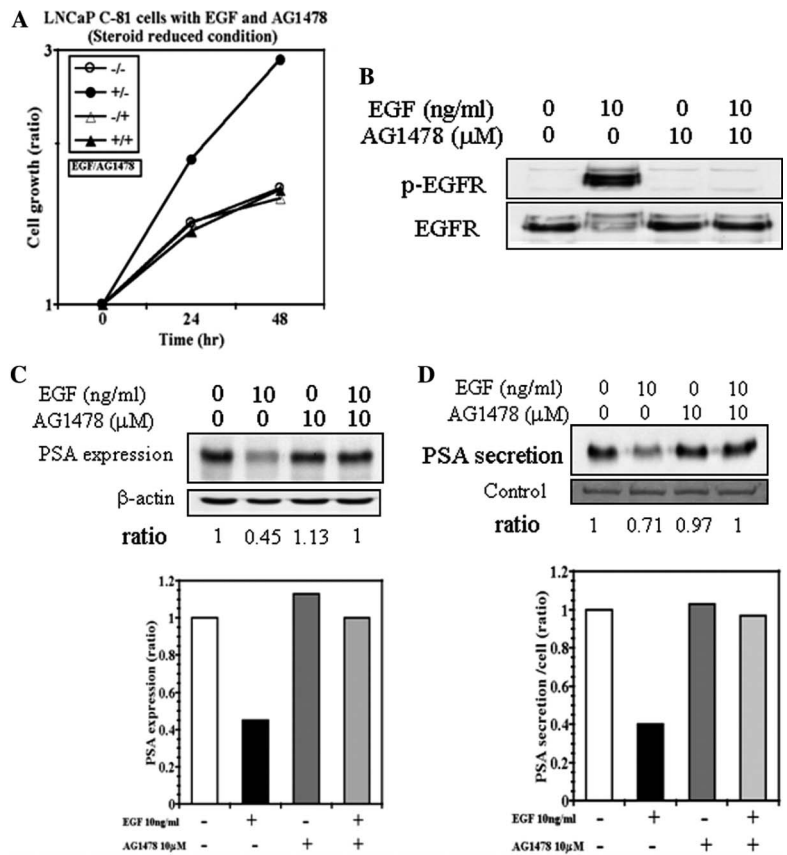 A
LNCaP C-81 cells with EGF and AG1478
(Steroid reduced condition)
3
-/-
+/-
-/+
+/+
EGF/AG1478
Cell growth (ratio)
1
0 24 48
Time (hr)
B
EGF (ng/ml) 0 10 0 10
AG1478 (μM) 0 0 10 10
p-EGFR
EGFR
C
EGF (ng/ml) 0 10 0 10
AG1478 (μM) 0 0 10 10
PSA expression
β-actin
ratio 1 0.45 1.13 1
1.2
1
0.8
0.6
0.4
0.2
0
PSA expression (ratio)
EGF 10ng/ml - + - +
AG1478 10μM - - + +
D
EGF (ng/ml) 0 10 0 10
AG1478 (μM) 0 0 10 10
PSA secretion
Control
ratio 1 0.71 0.97 1
1.2
1
0.8
0.6
0.4
0.2
0
PSA secretion /cell (ratio)
EGF 10ng/ml - + - +
AG1478 10μM - - + +